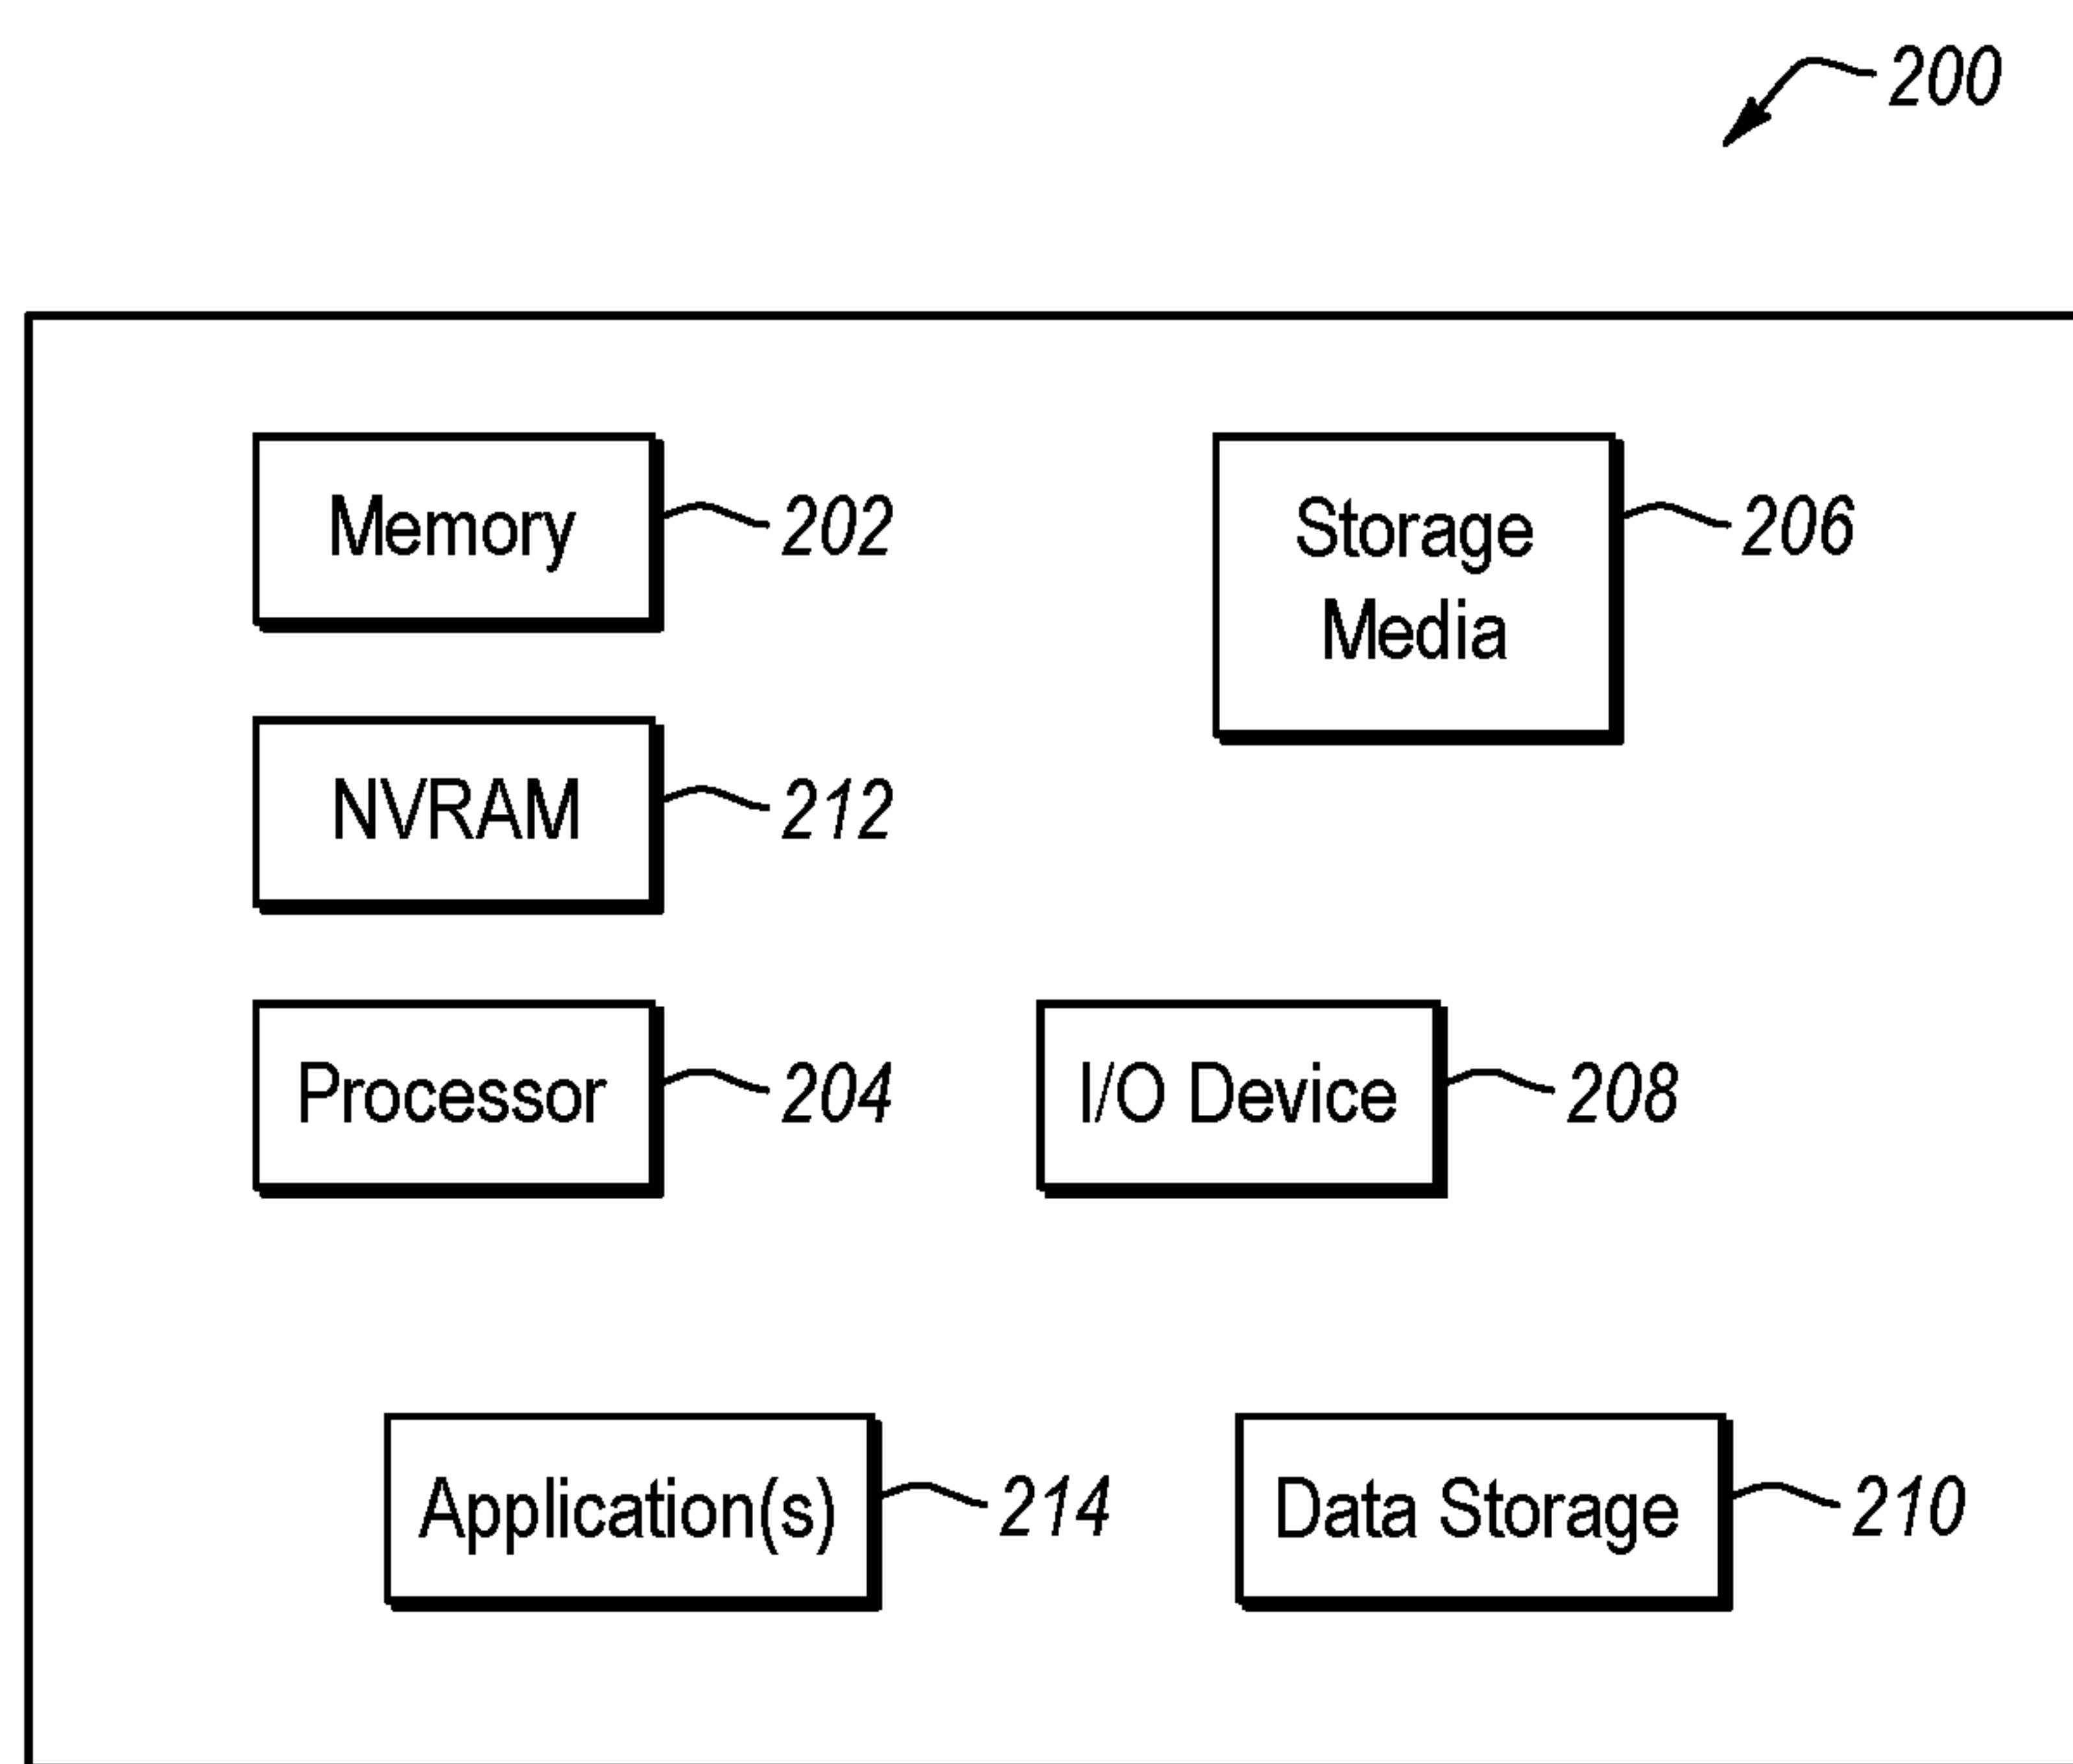 200
Memory 202
Storage
Media
206
NVRAM 212
Processor 204
I/O Device 208
Application(s) 214
Data Storage 210